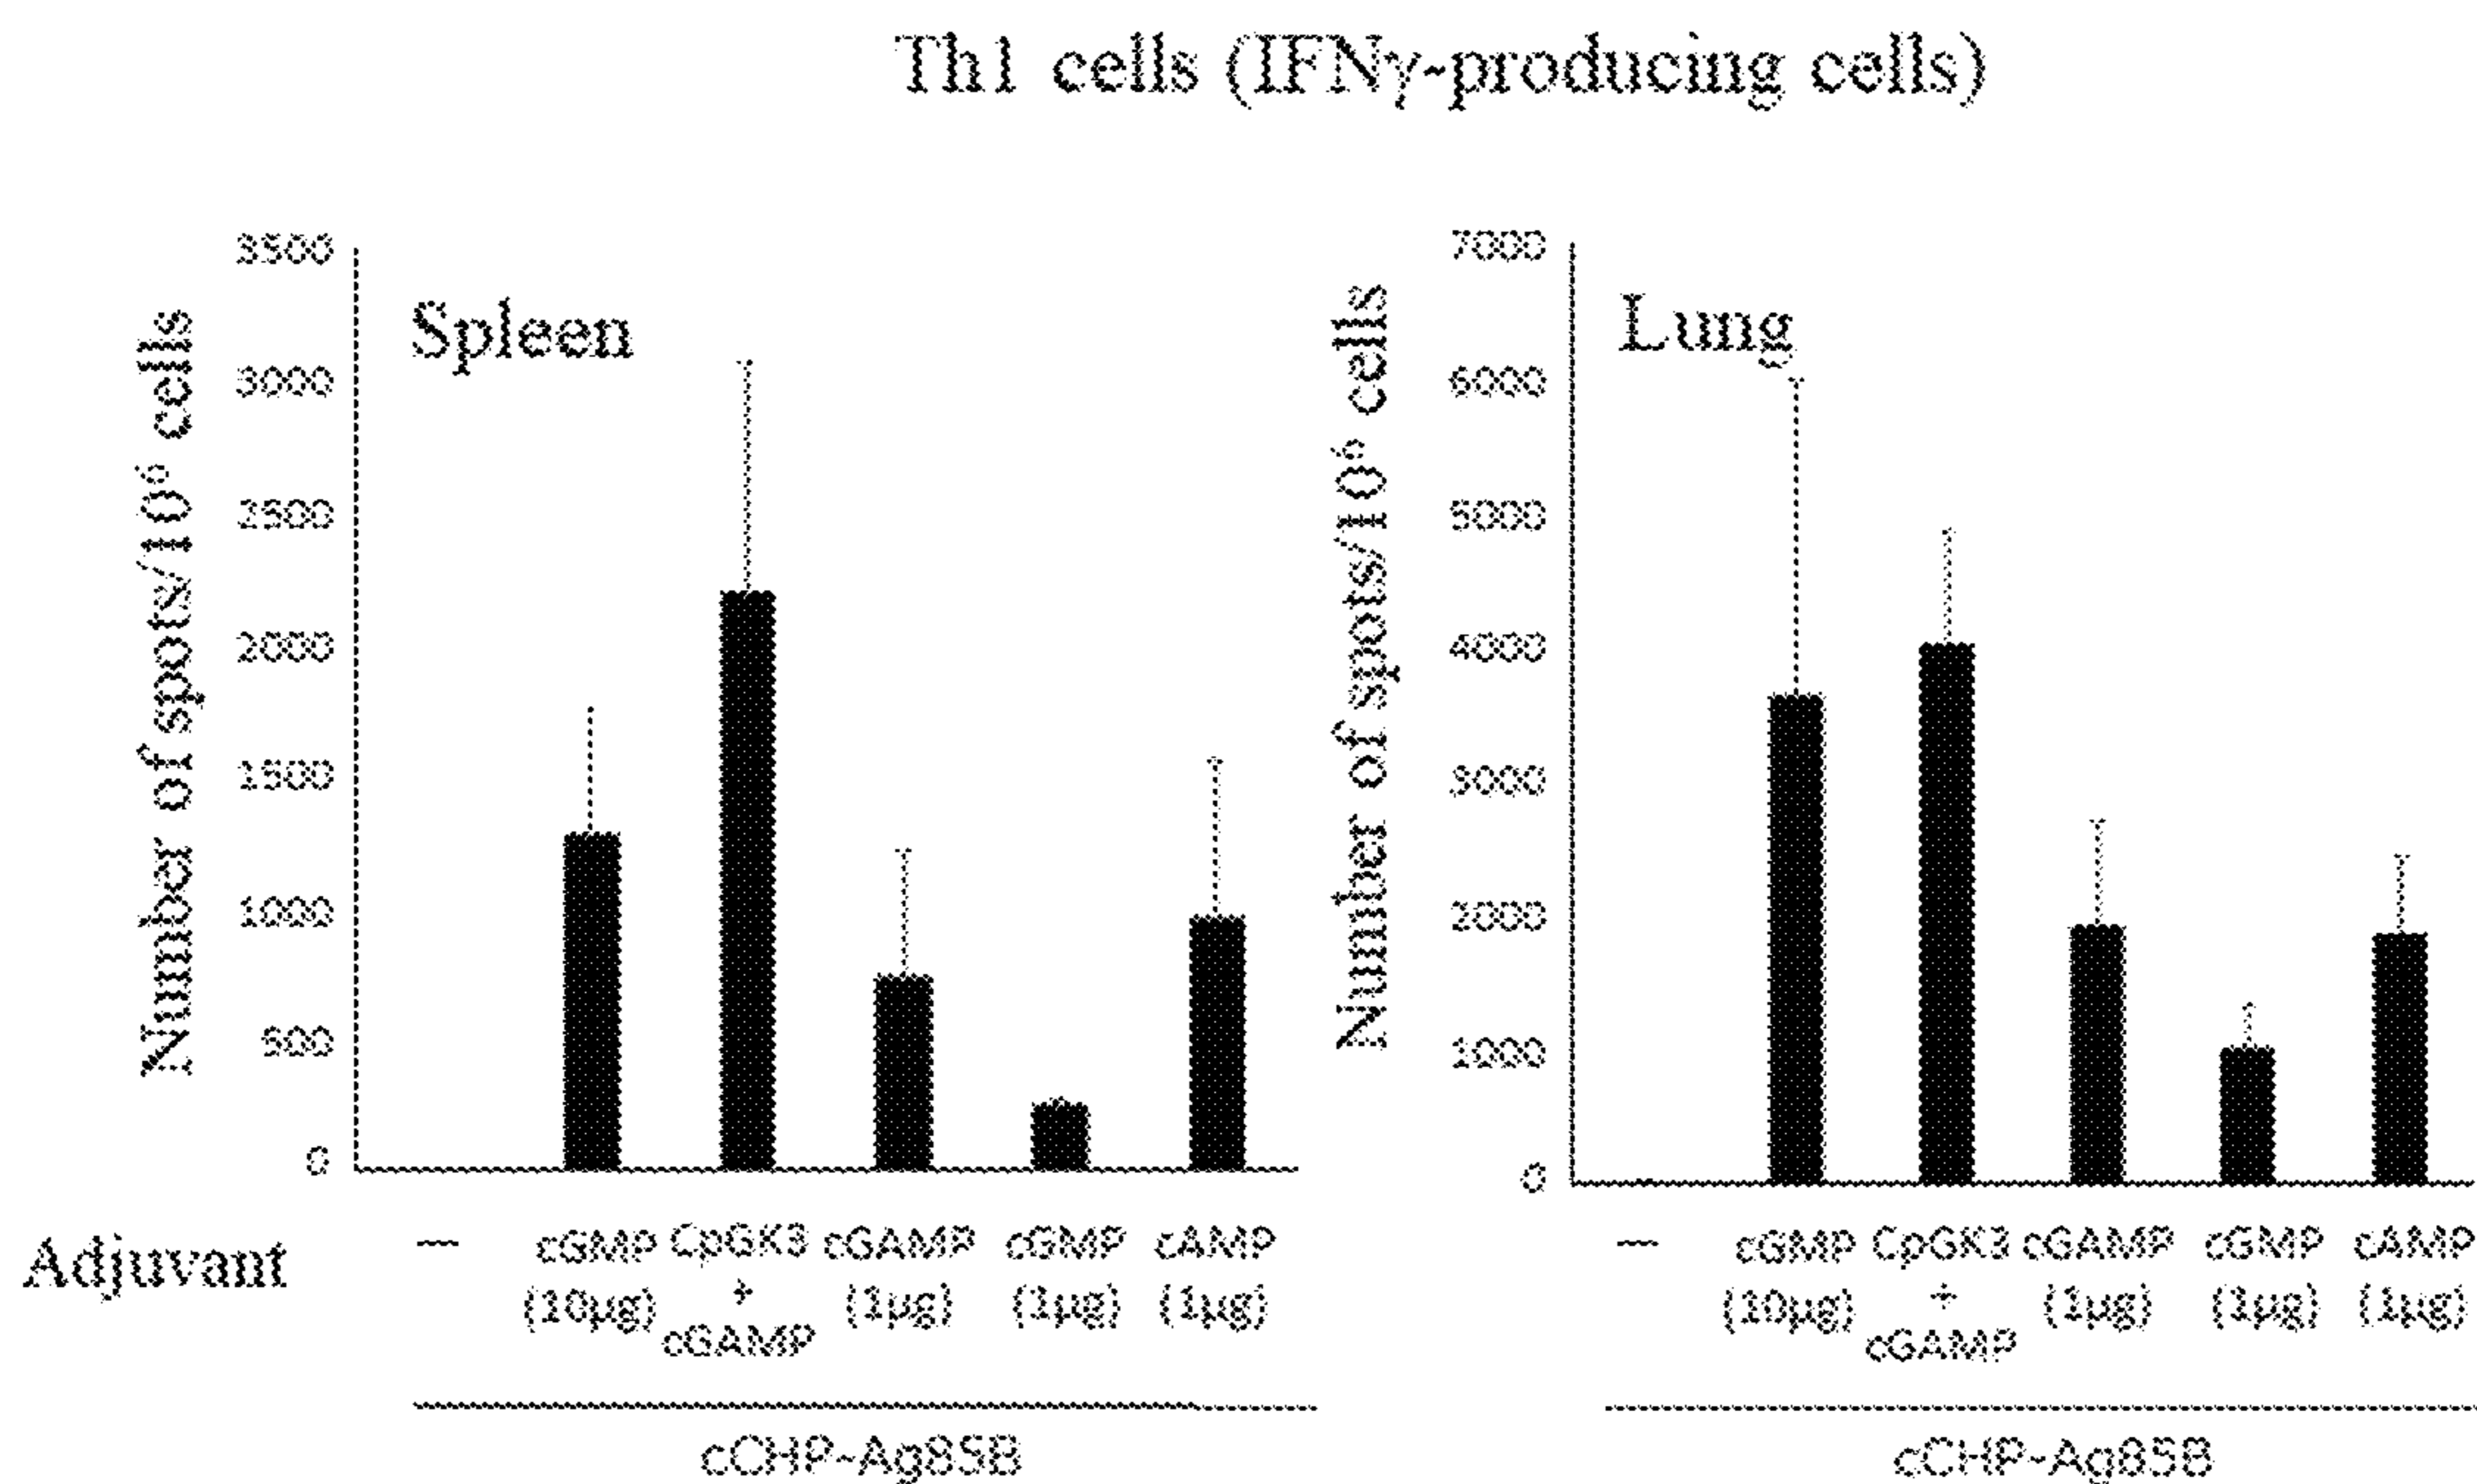 Th1 cells (IFNγ-producing cells)
Number of spots/10⁶ cells
3500
3000
2500
2000
1500
1000
500
0
Spleen
Adjuvant
— cGMP CpGK3 cGAMP cGMP cAMP
(10μg) + (1μg) (1μg) (1μg)
cGAMP
cCHP-Ag85B
Number of spots/10⁶ cells
7000
6000
5000
4000
3000
2000
1000
0
Lung
— cGMP CpGK3 cGAMP cGMP cAMP
(10μg) + (1μg) (1μg) (1μg)
cGAMP
cCHP-Ag85B